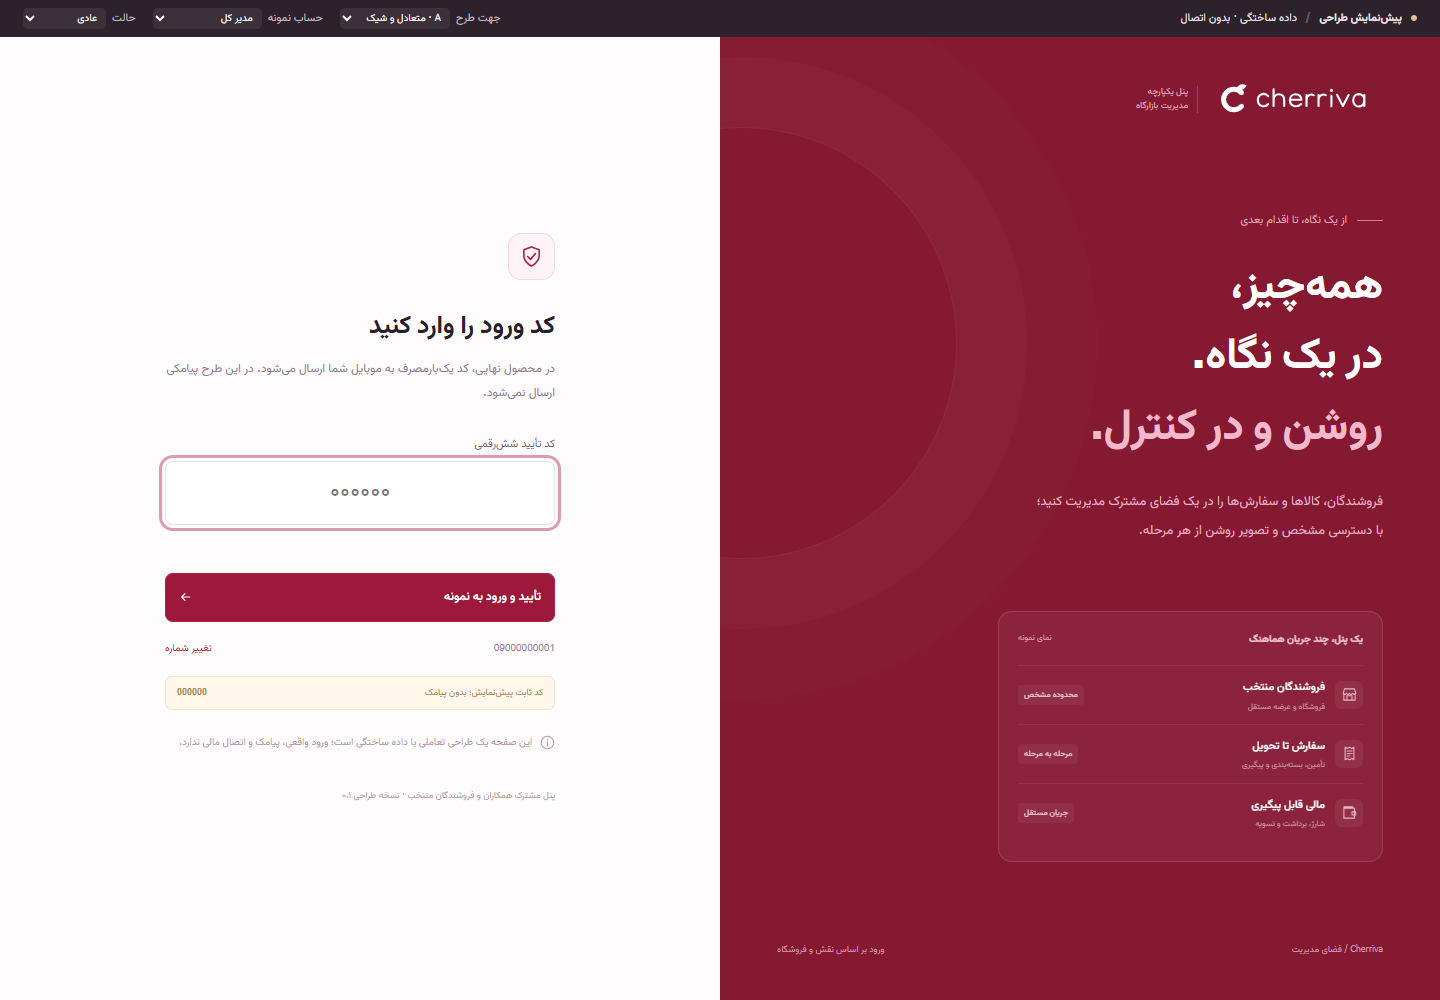 پیش‌نمایش طراحی / داده ساختگی · بدون اتصال
جهت طرح A · متعادل و شیک حساب نمونه مدیر کل حالت عادی
cherriva
پنل یکپارچه
مدیریت بازارگاه
از یک نگاه، تا اقدام بعدی
همه‌چیز،
در یک نگاه.
روشن و در کنترل.
فروشندگان، کالاها و سفارش‌ها را در یک فضای مشترک مدیریت کنید؛
با دسترسی مشخص و تصویر روشن از هر مرحله.
یک پنل، چند جریان هماهنگ
نمای نمونه
فروشندگان منتخب
فروشگاه و عرضه مستقل
محدوده مشخص
سفارش تا تحویل
تأمین، بسته‌بندی و پیگیری
مرحله به مرحله
مالی قابل پیگیری
شارژ، برداشت و تسویه
جریان مستقل
Cherriva / فضای مدیریت
ورود بر اساس نقش و فروشگاه
کد ورود را وارد کنید
در محصول نهایی، کد یک‌بارمصرف به موبایل شما ارسال می‌شود. در این طرح پیامکی
ارسال نمی‌شود.
کد تأیید شش‌رقمی
○○○○○○
تأیید و ورود به نمونه ←
09000000001
تغییر شماره
کد ثابت پیش‌نمایش؛ بدون پیامک
000000
این صفحه یک طراحی تعاملی با داده ساختگی است؛ ورود واقعی، پیامک و اتصال مالی ندارد.
پنل مشترک همکاران و فروشندگان منتخب · نسخه طراحی ۰.۱